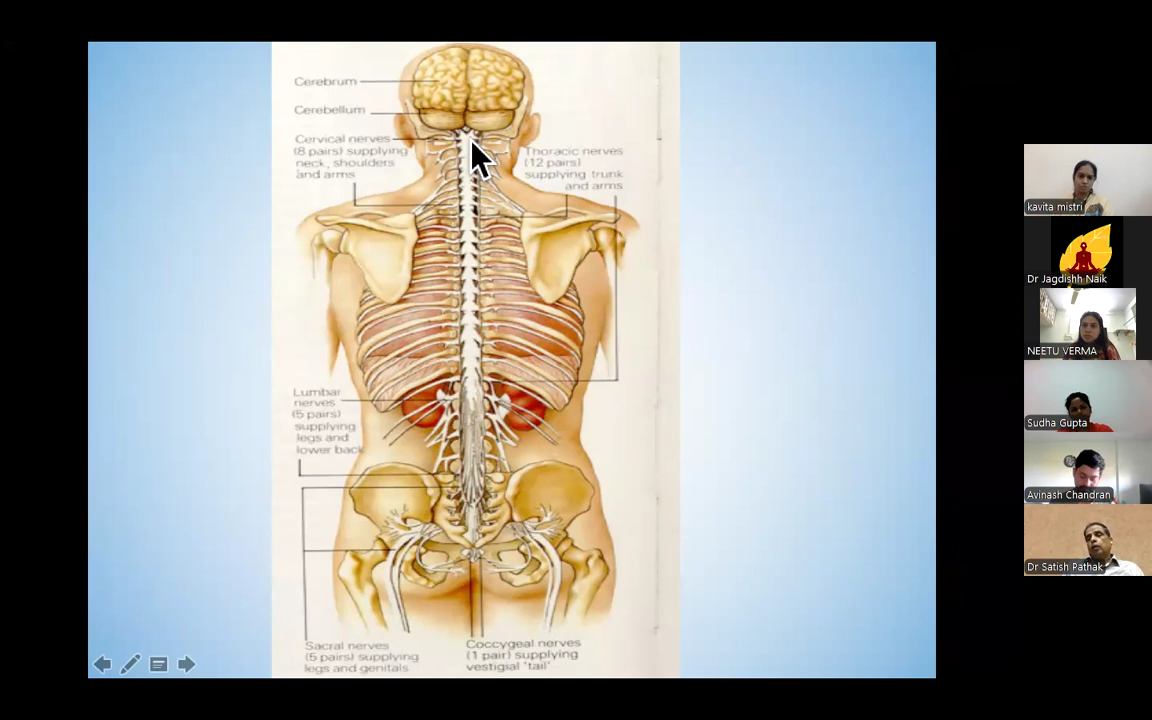 Cerebrum
Cerebellum
Cervical nerves
(8 pairs) supplying
neck, shoulders
and arms
Thoracic nerves
(12 pairs)
supplying trunk
and arms
Lumbar
nerves
(5 pairs)
supplying
legs and
lower back
Sacral nerves
(5 pairs) supplying
legs and genitals
Coccygeal nerves
(1 pair) supplying
vestigial 'tail'
kavita mistri
Dr Jagdishh Naik
NEETU VERMA
Sudha Gupta
Avinash Chandran
Dr Satish Pathak